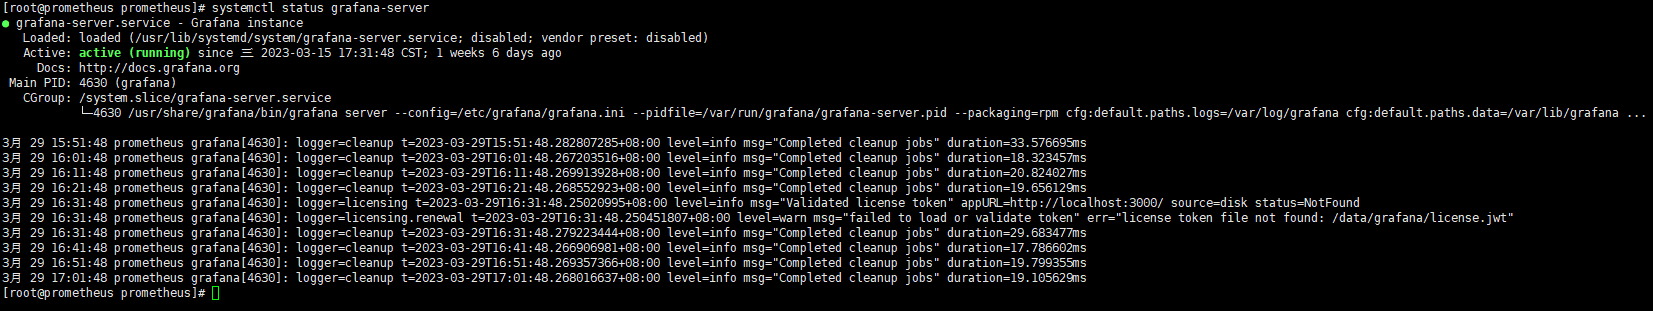 [root@prometheus prometheus]# systemctl status grafana-server
● grafana-server.service - Grafana instance
Loaded: loaded (/usr/lib/systemd/system/grafana-server.service; disabled; vendor preset: disabled)
Active: active (running) since 三 2023-03-15 17:31:48 CST; 1 weeks 6 days ago
Docs: http://docs.grafana.org
Main PID: 4630 (grafana)
CGroup: /system.slice/grafana-server.service
└─4630 /usr/share/grafana/bin/grafana server --config=/etc/grafana/grafana.ini --pidfile=/var/run/grafana/grafana-server.pid --packaging=rpm cfg:default.paths.logs=/var/log/grafana cfg:default.paths.data=/var/lib/grafana ...
3月 29 15:51:48 prometheus grafana[4630]: logger=cleanup t=2023-03-29T15:51:48.282807285+08:00 level=info msg="Completed cleanup jobs" duration=33.576695ms
3月 29 16:01:48 prometheus grafana[4630]: logger=cleanup t=2023-03-29T16:01:48.267203516+08:00 level=info msg="Completed cleanup jobs" duration=18.323457ms
3月 29 16:11:48 prometheus grafana[4630]: logger=cleanup t=2023-03-29T16:11:48.269913928+08:00 level=info msg="Completed cleanup jobs" duration=20.824027ms
3月 29 16:21:48 prometheus grafana[4630]: logger=cleanup t=2023-03-29T16:21:48.268552923+08:00 level=info msg="Completed cleanup jobs" duration=19.656129ms
3月 29 16:31:48 prometheus grafana[4630]: logger=licensing t=2023-03-29T16:31:48.25020995+08:00 level=info msg="Validated license token" appURL=http://localhost:3000/ source=disk status=NotFound
3月 29 16:31:48 prometheus grafana[4630]: logger=licensing.renewal t=2023-03-29T16:31:48.250451807+08:00 level=warn msg="failed to load or validate token" err="license token file not found: /data/grafana/license.jwt"
3月 29 16:31:48 prometheus grafana[4630]: logger=cleanup t=2023-03-29T16:31:48.279223444+08:00 level=info msg="Completed cleanup jobs" duration=29.683477ms
3月 29 16:41:48 prometheus grafana[4630]: logger=cleanup t=2023-03-29T16:41:48.266906981+08:00 level=info msg="Completed cleanup jobs" duration=17.786602ms
3月 29 16:51:48 prometheus grafana[4630]: logger=cleanup t=2023-03-29T16:51:48.269357366+08:00 level=info msg="Completed cleanup jobs" duration=19.799355ms
3月 29 17:01:48 prometheus grafana[4630]: logger=cleanup t=2023-03-29T17:01:48.268016637+08:00 level=info msg="Completed cleanup jobs" duration=19.105629ms
[root@prometheus prometheus]#